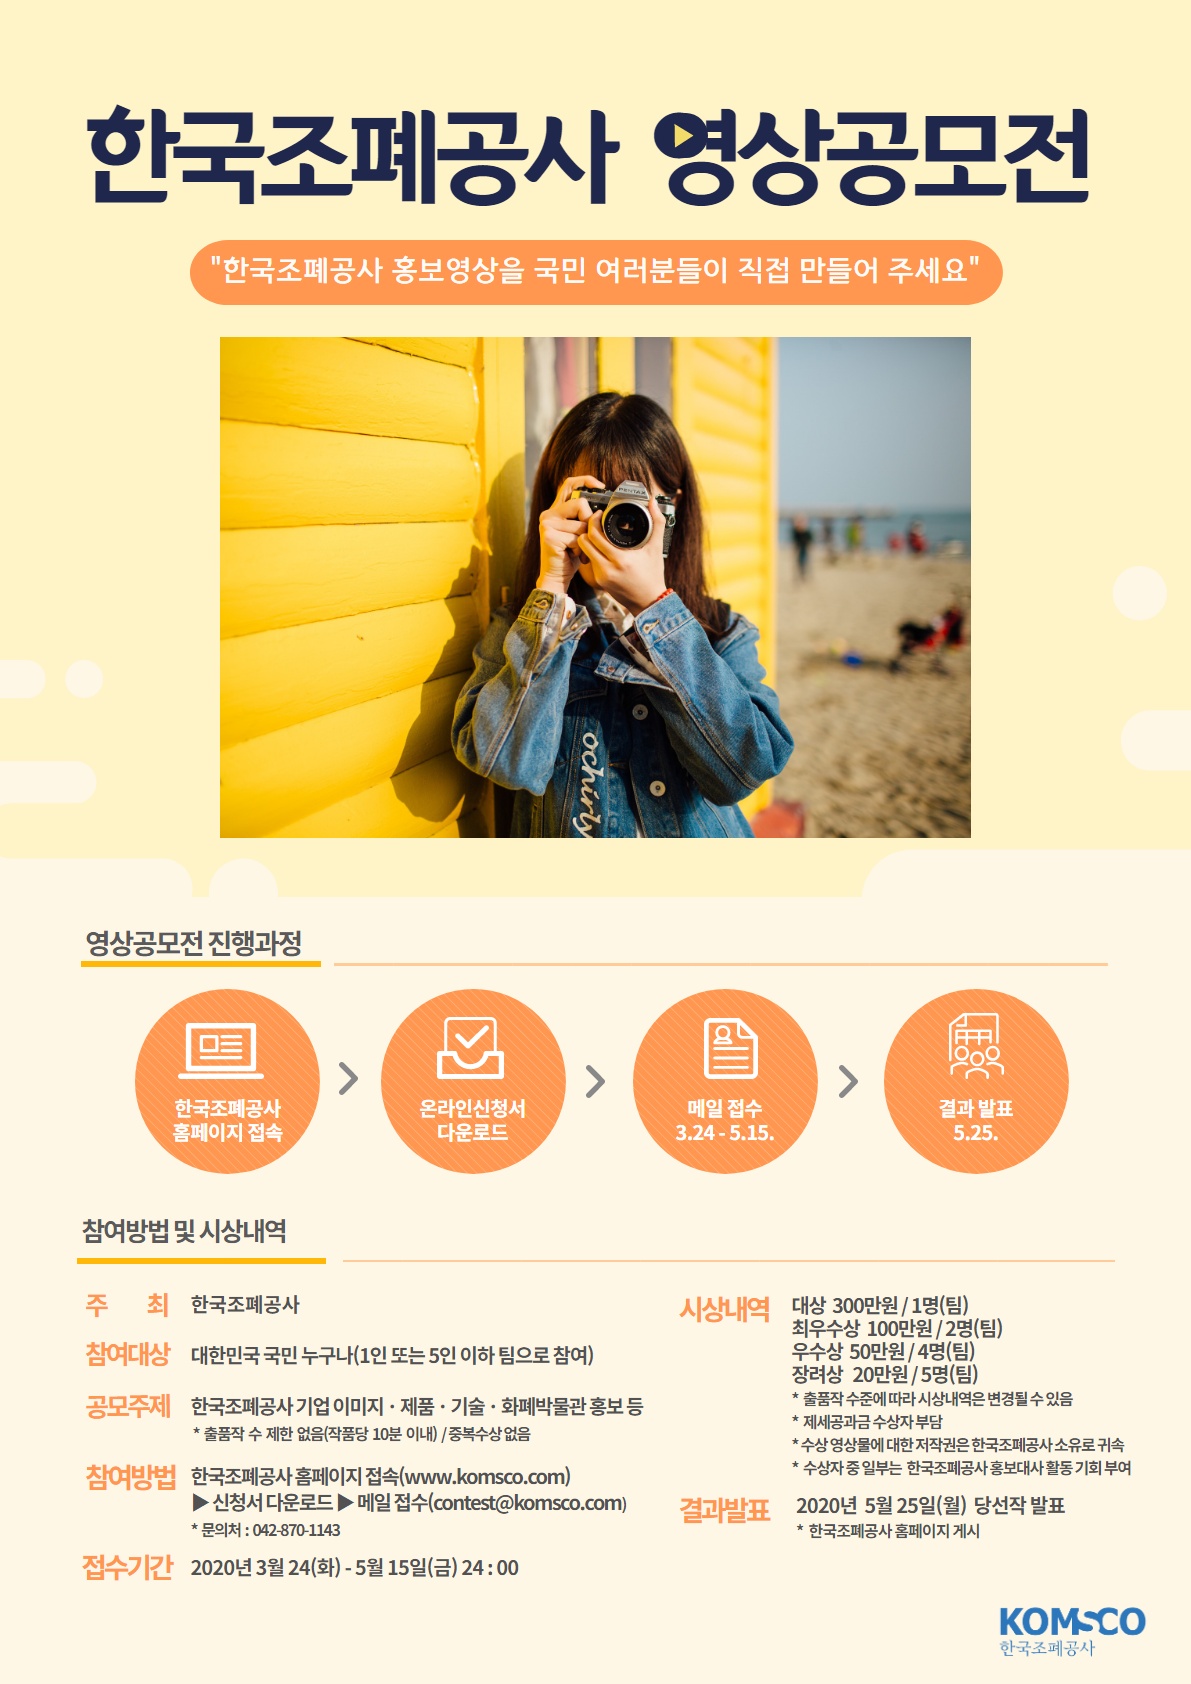 한국조폐공사 영상공모전
"한국조폐공사 홍보영상을 국민 여러분들이 직접 만들어 주세요"
PENTAX
ochirly
영상공모전 진행과정
한국조폐공사
홈페이지 접속
온라인신청서
다운로드
메일 접수
3.24 - 5.15.
결과 발표
5.25.
참여방법 및 시상내역
주 최 한국조폐공사
참여대상 대한민국 국민 누구나(1인 또는 5인 이하 팀으로 참여)
공모주제 한국조폐공사 기업 이미지 · 제품 · 기술 · 화폐박물관 홍보 등
* 출품작 수 제한 없음(작품당 10분 이내) / 중복수상 없음
참여방법 한국조폐공사 홈페이지 접속(www.komsco.com)
▶ 신청서 다운로드 ▶ 메일 접수(contest@komsco.com)
* 문의처 : 042-870-1143
접수기간 2020년 3월 24(화) - 5월 15일(금) 24 : 00
시상내역 대상 300만원 / 1명(팀)
최우수상 100만원 / 2명(팀)
우수상 50만원 / 4명(팀)
장려상 20만원 / 5명(팀)
* 출품작 수준에 따라 시상내역은 변경될 수 있음
* 제세공과금 수상자 부담
* 수상 영상물에 대한 저작권은 한국조폐공사 소유로 귀속
* 수상자 중 일부는 한국조폐공사 홍보대사 활동 기회 부여
결과발표 2020년 5월 25일(월) 당선작 발표
* 한국조폐공사 홈페이지 게시
KOMSCO
한국조폐공사